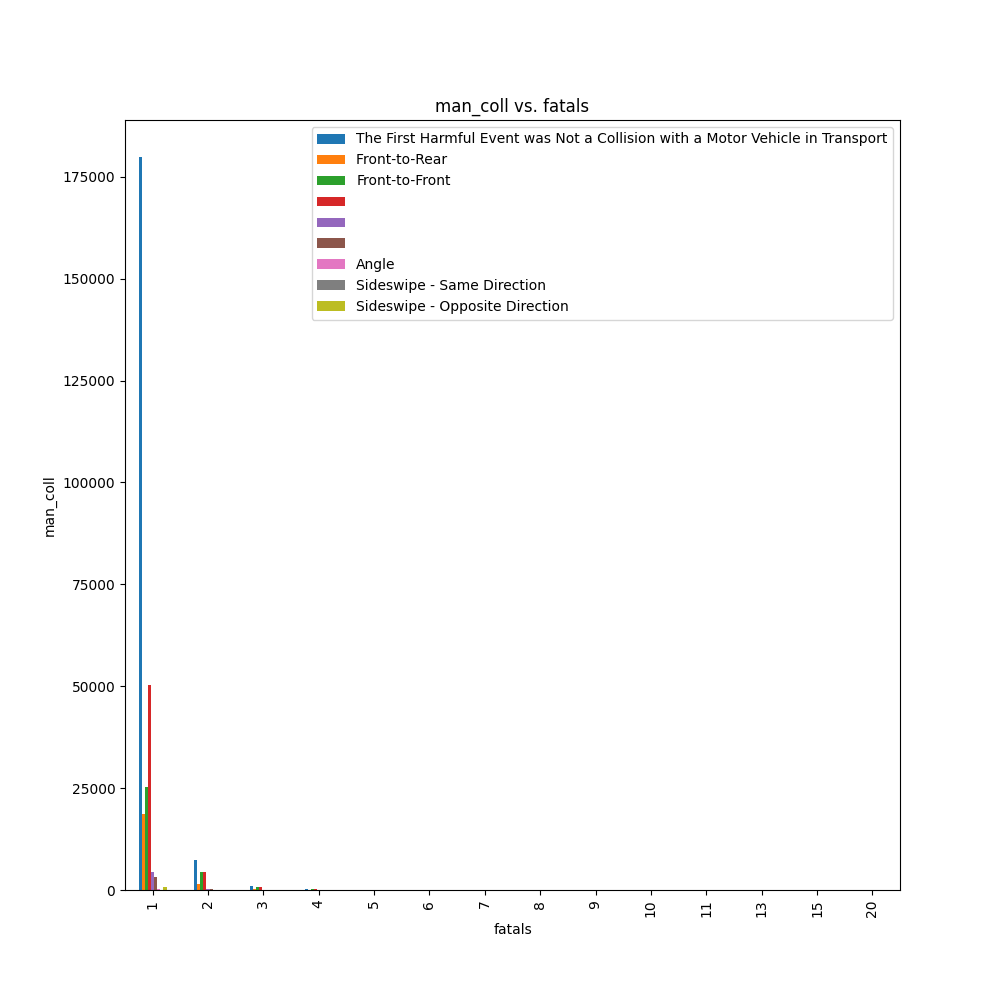 man_coll vs. fatals
The First Harmful Event was Not a Collision with a Motor Vehicle in Transport
Front-to-Rear
Front-to-Front
Angle
Sideswipe - Same Direction
Sideswipe - Opposite Direction
175000
150000
125000
100000
75000
50000
25000
0
man_coll
1 2 3 4 5 6 7 8 9 10 11 13 15 20
fatals